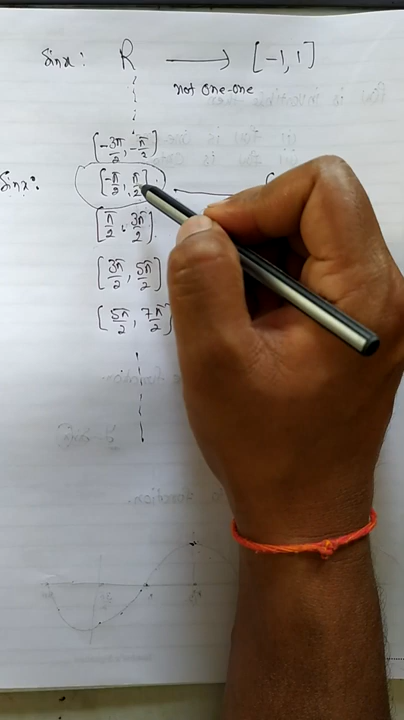 Sinx: R → [-1, 1]
not one-one
[-3π/2, -π/2]
Sinx: [-π/2, π/2]
[π/2, 3π/2]
[3π/2, 5π/2]
[5π/2, 7π/2]